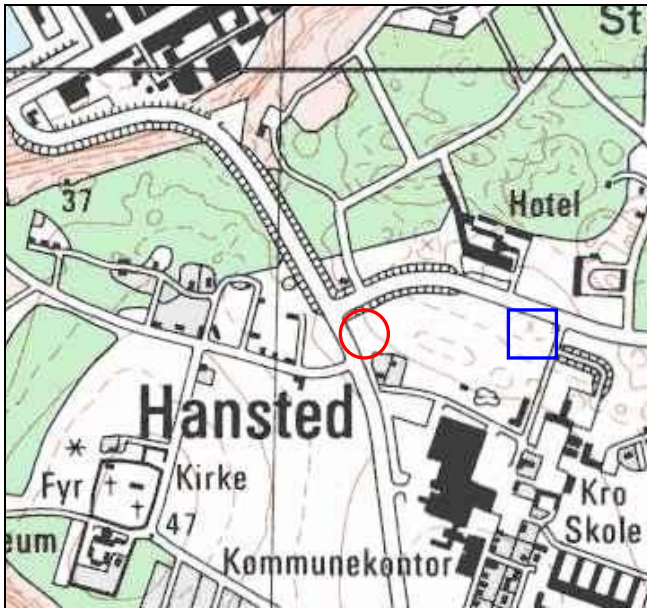 St
37
Hotel
Hansted
Fyr
Kirke
Kro
47
Skole
eum
Kommunekontor